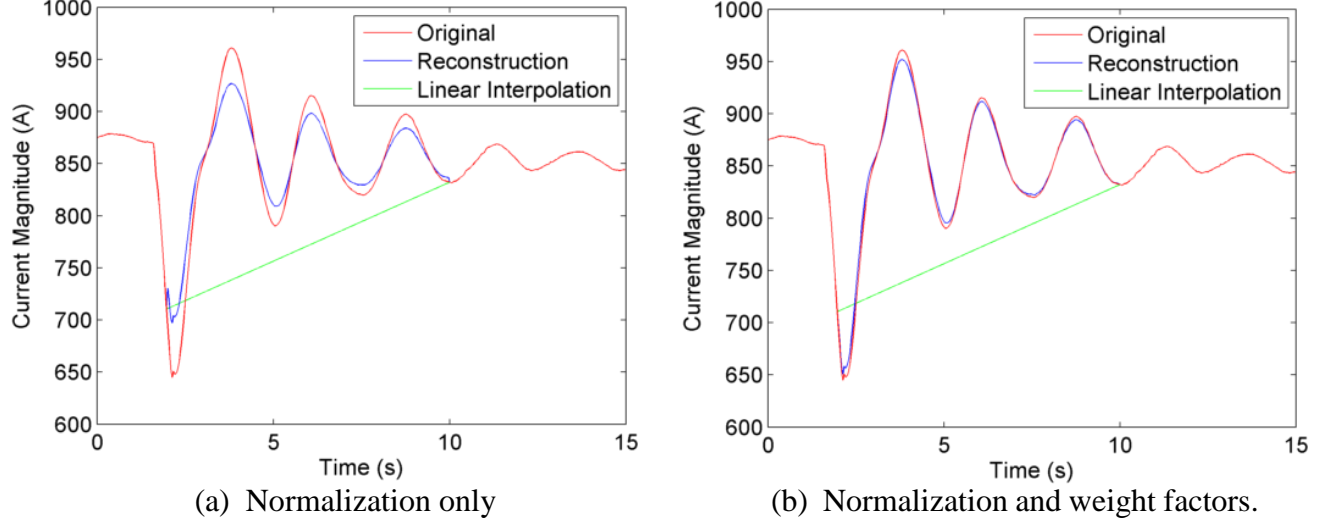 1000
950
900
850
800
750
700
650
600
Current Magnitude (A)
Original
Reconstruction
Linear Interpolation
0
5
10
15
Time (s)
(a) Normalization only
1000
950
900
850
800
750
700
650
600
Current Magnitude (A)
Original
Reconstruction
Linear Interpolation
0
5
10
15
Time (s)
(b) Normalization and weight factors.